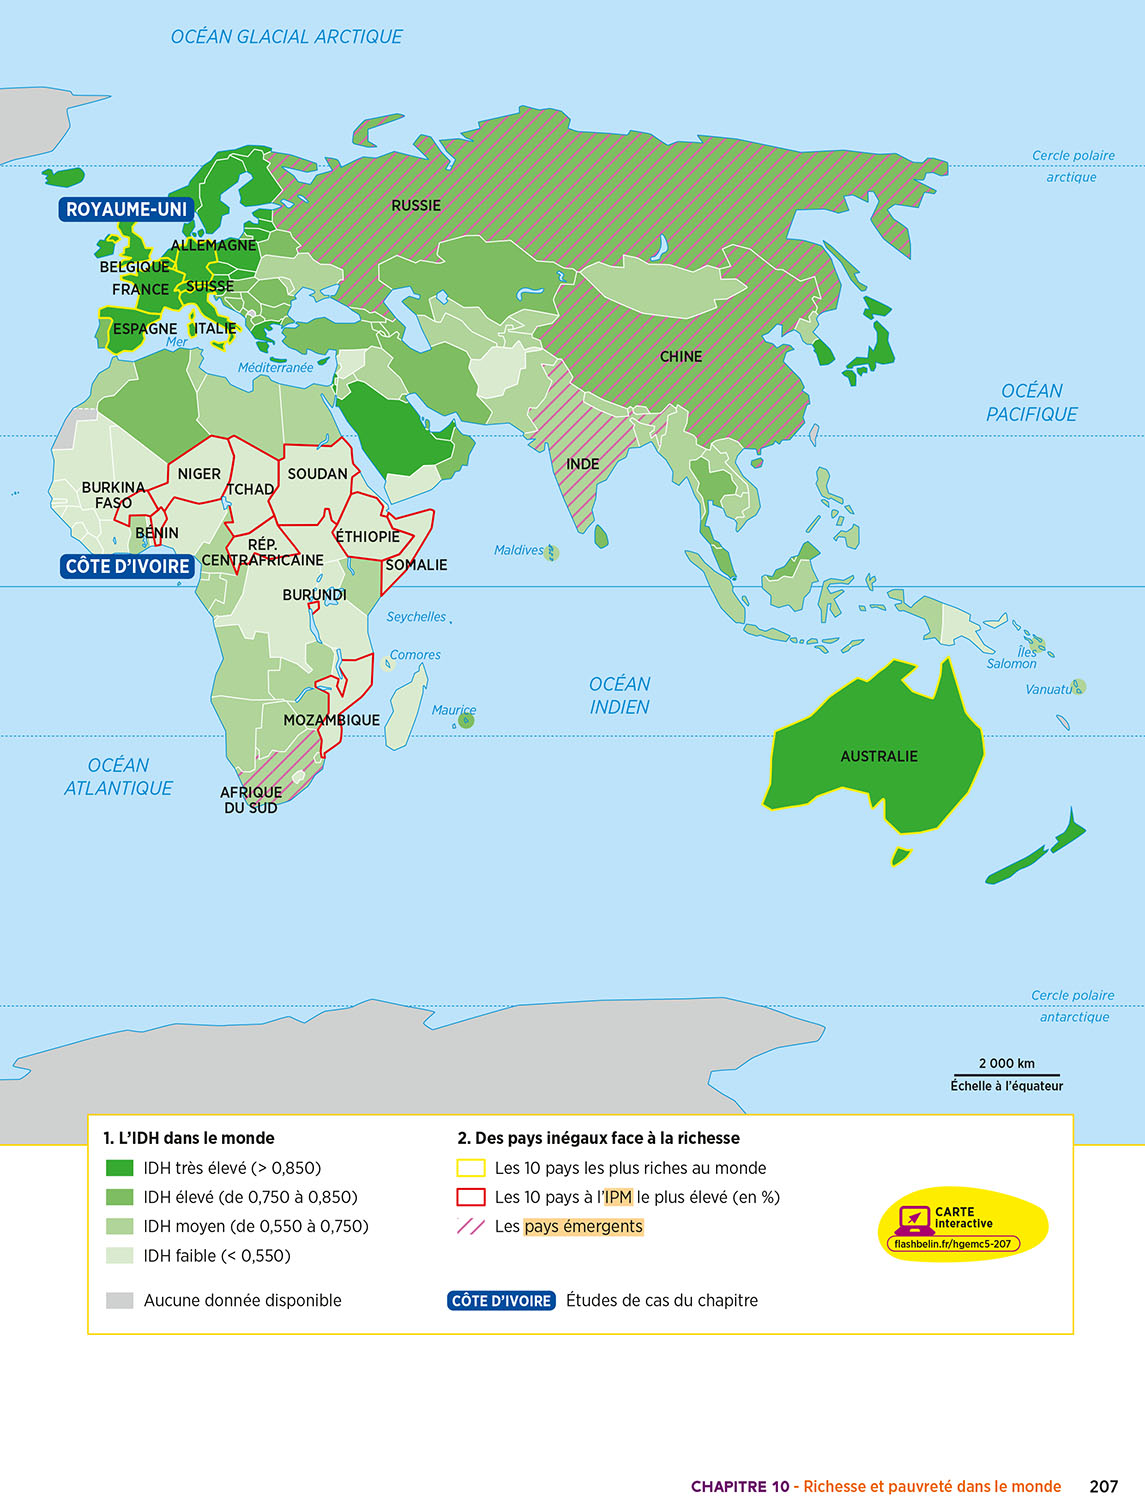 OCÉAN GLACIAL ARCTIQUE
Cercle polaire
arctique
ROYAUME-UNI
RUSSIE
ALLEMAGNE
BELGIQUE
FRANCE
SUISSE
ESPAGNE
ITALIE
Mer
Méditerranée
CHINE
OCÉAN
PACIFIQUE
INDE
NIGER
TCHAD
SOUDAN
BURKINA
FASO
BÉNIN
RÉP.
CENTRAFRICAINE
ÉTHIOPIE
CÔTE D'IVOIRE
SOMALIE
Maldives
BURUNDI
Seychelles
Comores
Îles
Salomon
OCÉAN
INDIEN
Vanuatu
Maurice
MOZAMBIQUE
AUSTRALIE
OCÉAN
ATLANTIQUE
AFRIQUE
DU SUD
Cercle polaire
antarctique
2 000 km
Échelle à l'équateur
1. L'IDH dans le monde
IDH très élevé (> 0,850)
IDH élevé (de 0,750 à 0,850)
IDH moyen (de 0,550 à 0,750)
IDH faible (< 0,550)
Aucune donnée disponible
2. Des pays inégaux face à la richesse
Les 10 pays les plus riches au monde
Les 10 pays à l'IPM le plus élevé (en %)
Les pays émergents
CÔTE D'IVOIRE Études de cas du chapitre
CARTE
interactive
flashbelin.fr/hgemc5-207
CHAPITRE 10 - Richesse et pauvreté dans le monde 207